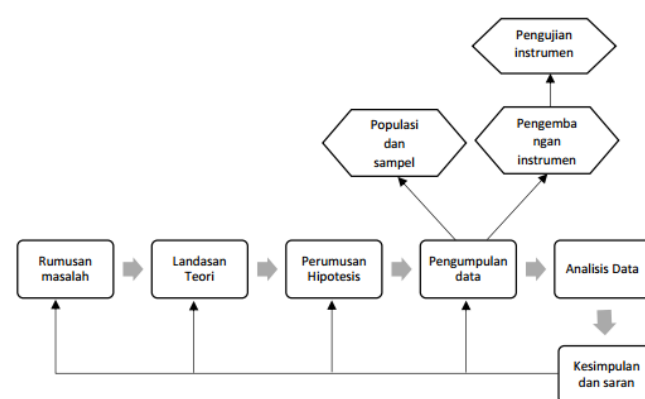 Pengujian
instrumen
Populasi
dan
sampel
Pengemba
ngan
instrumen
Rumusan
masalah
Landasan
Teori
Perumusan
Hipotesis
Pengumpulan
data
Analisis Data
Kesimpulan
dan saran